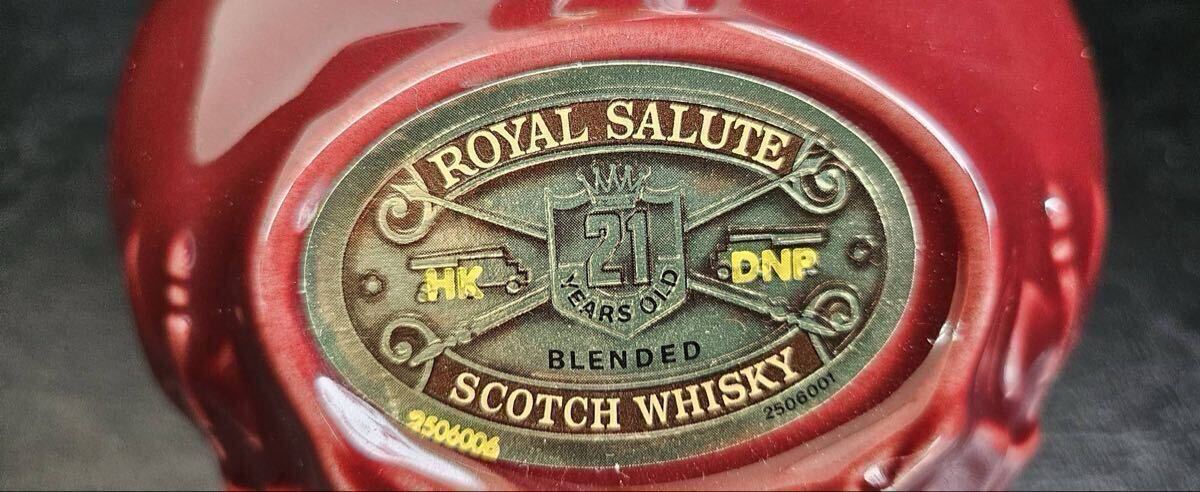 ROYAL SALUTE
21
YEARS OLD
HK
DNP
BLENDED
SCOTCH WHISKY
2506006
2506001